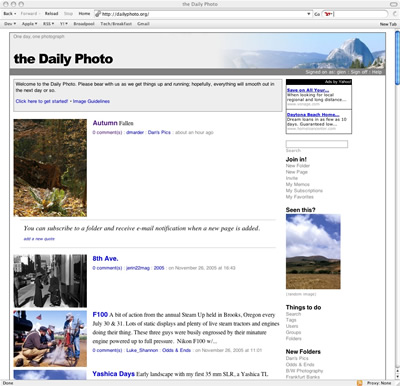 the Daily Photo
Back Forward Reload Stop Home http://dailyphoto.org/
Dev Apple RSS Broadband Tech/Breakfast Gmail New Tab
One day, one photograph
the Daily Photo
Signed on as: glen | Sign off | Help
Welcome to the Daily Photo. Please bear with us as we get things up and running; hopefully, everything will smooth out in the next day or so.
Click here to get started! • Image Guidelines
Ads by Yahoo!
Save on All Your...
When looking for local regional and long distance...
Daytona Beach Home...
Dream loans in as few as 10 days. Guaranteed low...
Search
Join in!
New Folder
New Page
Invite
My Memos
My Subscriptions
My Favorites
Autumn Fallen
0 comment(s) | dmarder | Dan's Pics | about an hour ago
Seen this?
(random image)
You can subscribe to a folder and receive e-mail notification when a new page is added.
add a new quote
8th Ave.
0 comment(s) | jetni22mag | 2005 | on November 26, 2005 at 16:43
F100 A bit of action from the annual Steam Up held in Brooks, Oregon every
July 30 & 31. Lots of static displays and plenty of live steam tractors and engines
doing their thing. These three guys were busily engrossed by their minature
engine powered up to full pressure. Nikon F100 w/...
0 comment(s) | Luke_Shannon | Odds & Ends | on November 26, 2005 at 11:01
Things to do
Search
Tags
Users
Groups
Folders
New Folders
Dan's Pics
Odds & Ends
B/W Photography
Franklin Basin
Yashica Days Early landscape with my first 35 mm SLR, a Yashica TL
Done
Proxy: None